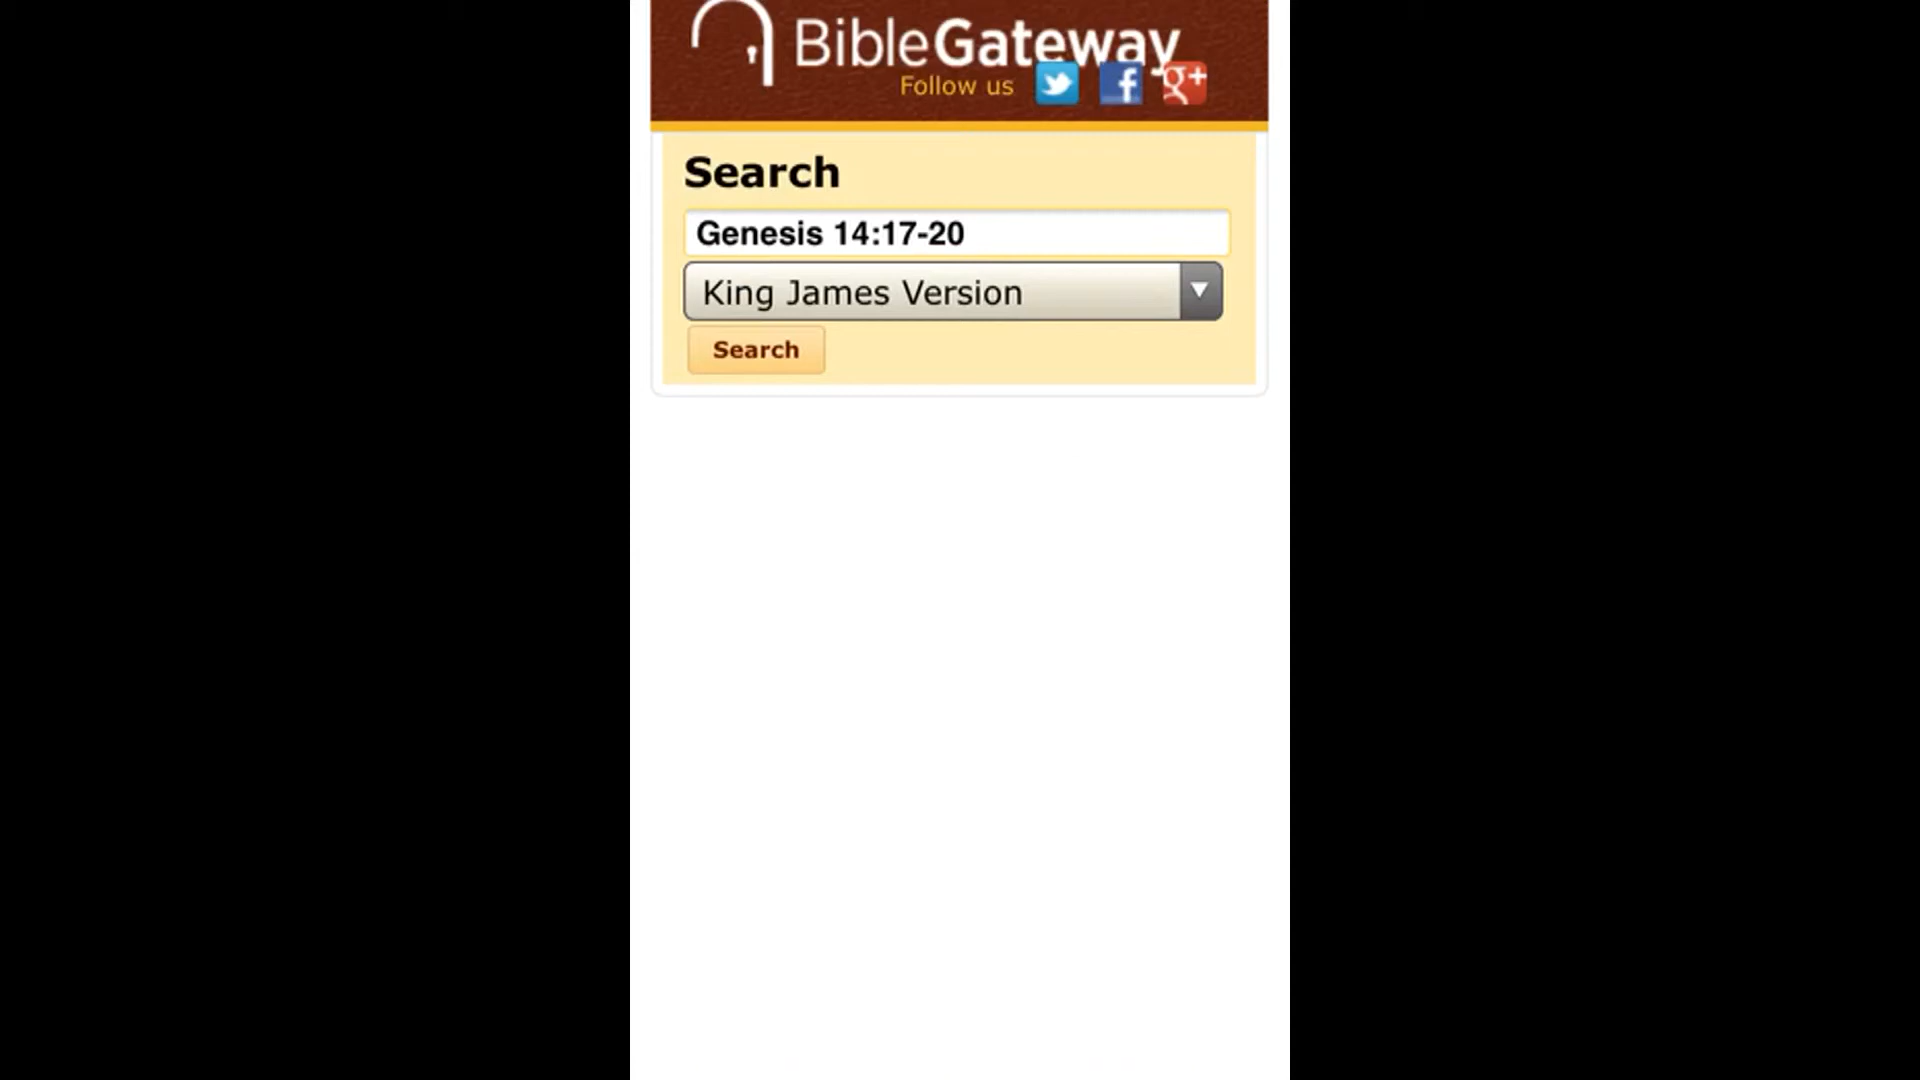 BibleGateway
Follow us
Search
Genesis 14:17-20
King James Version
Search